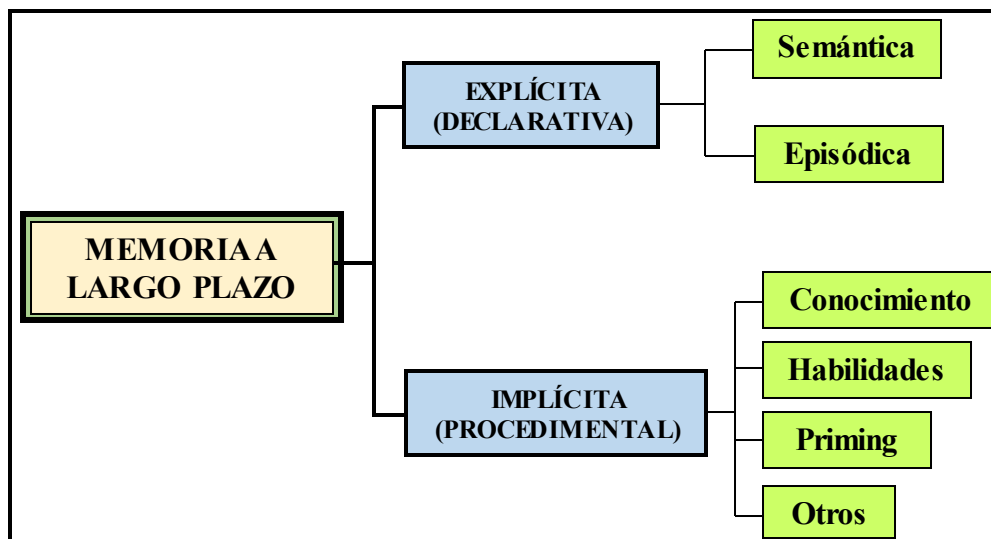 MEMORIA A
LARGO PLAZO
EXPLÍCITA
(DECLARATIVA)
Semántica
Episódica
IMPLÍCITA
(PROCEDIMENTAL)
Conocimiento
Habilidades
Priming
Otros